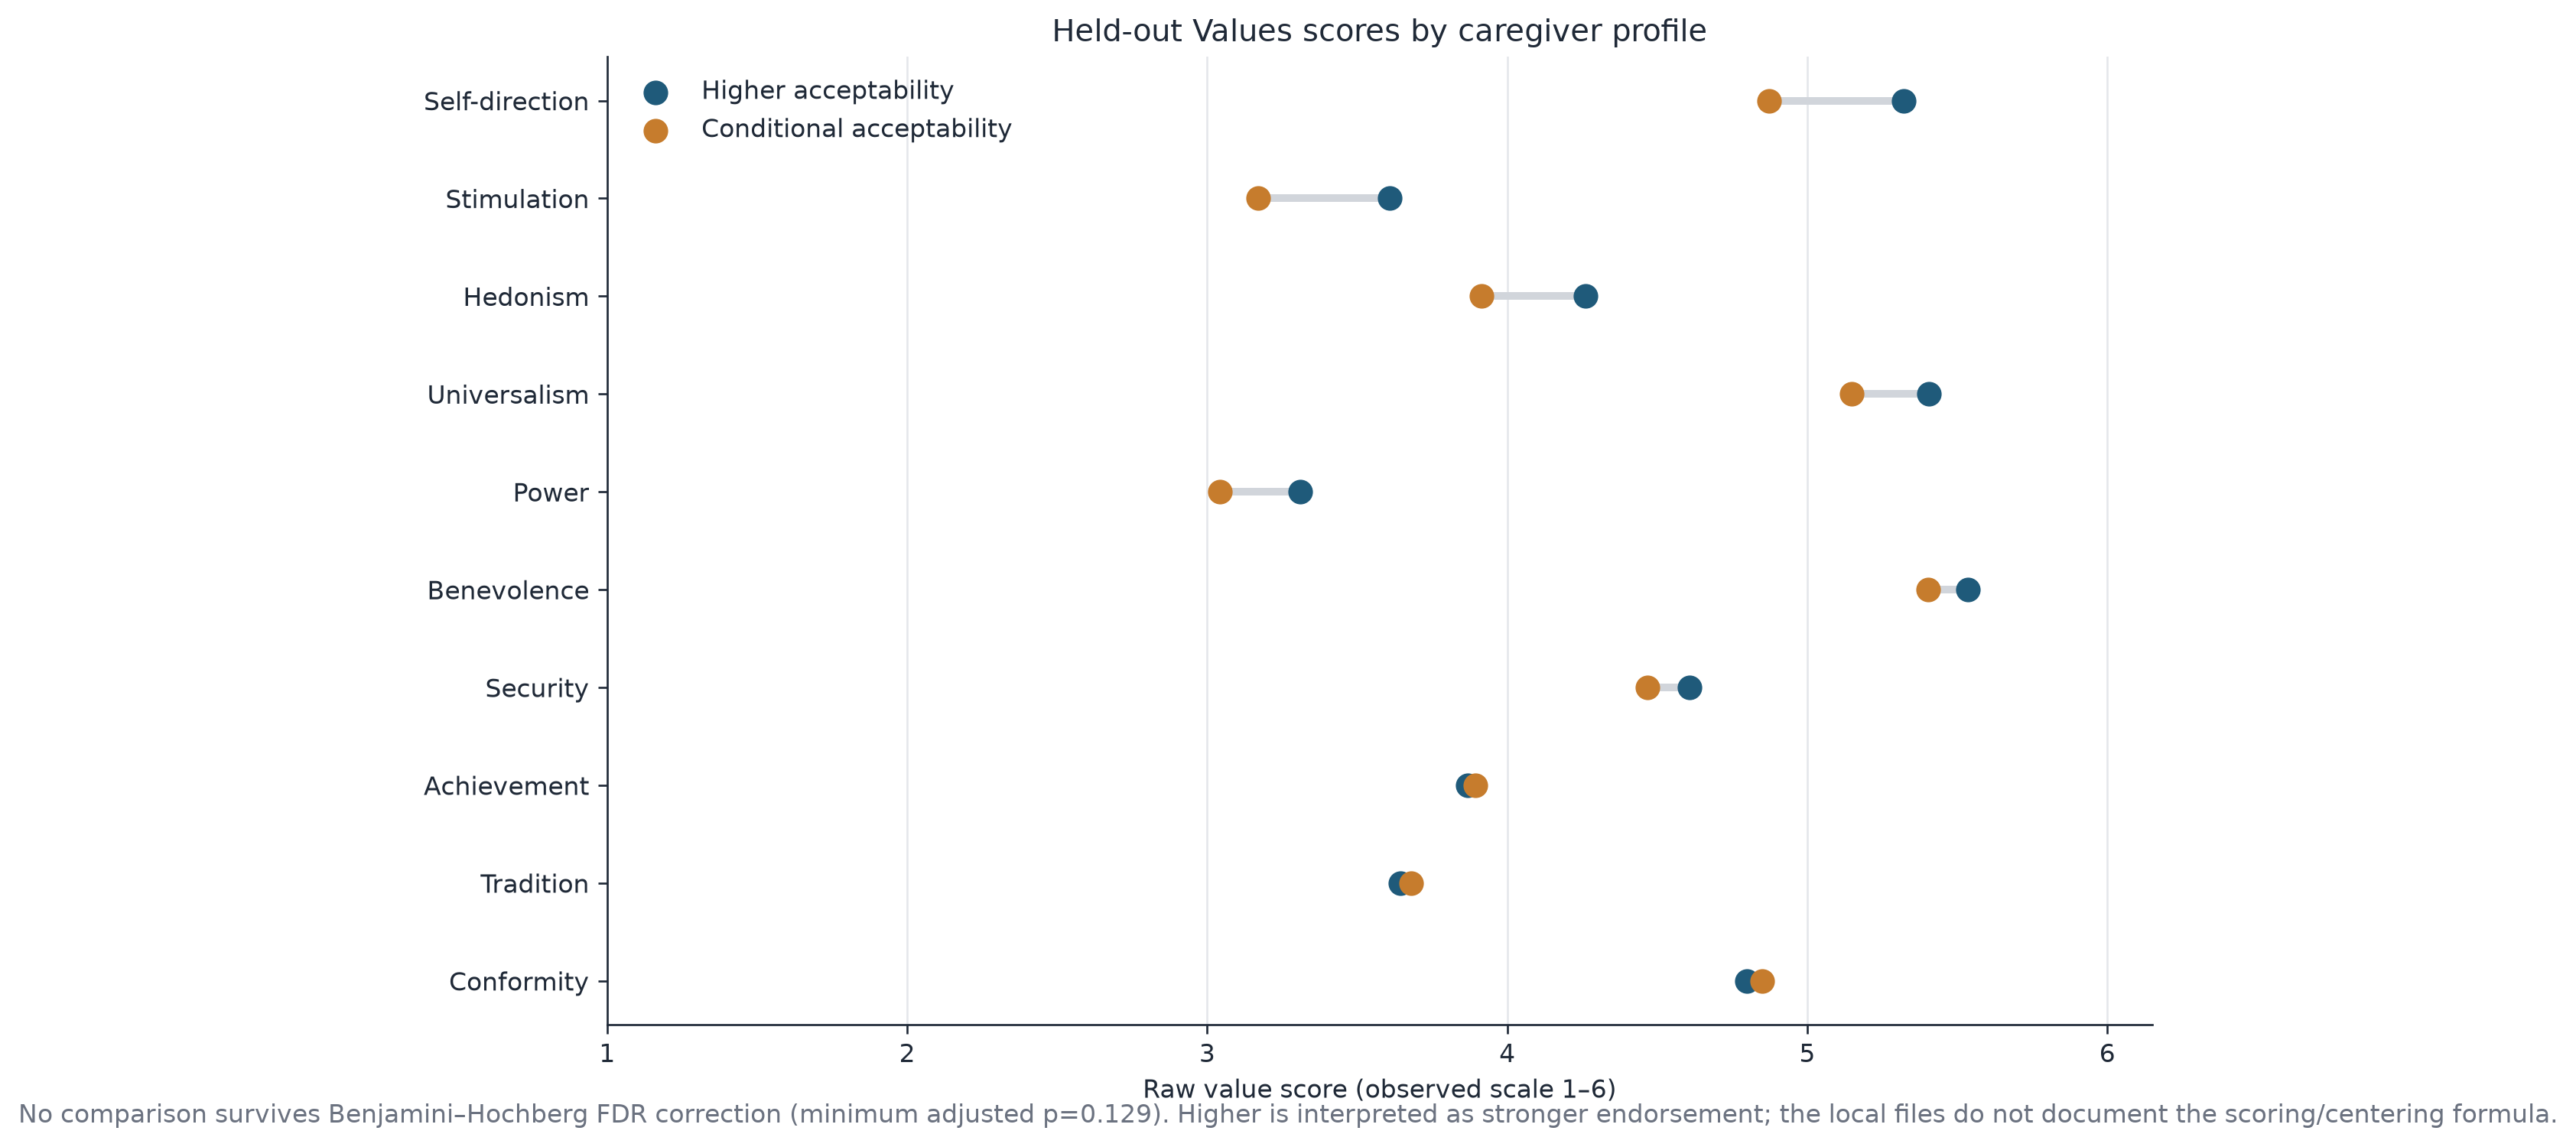 Held-out Values scores by caregiver profile
Higher acceptability
Conditional acceptability
Self-direction
Stimulation
Hedonism
Universalism
Power
Benevolence
Security
Achievement
Tradition
Conformity
1 2 3 4 5 6
Raw value score (observed scale 1–6)
No comparison survives Benjamini–Hochberg FDR correction (minimum adjusted p=0.129). Higher is interpreted as stronger endorsement; the local files do not document the scoring/centering formula.